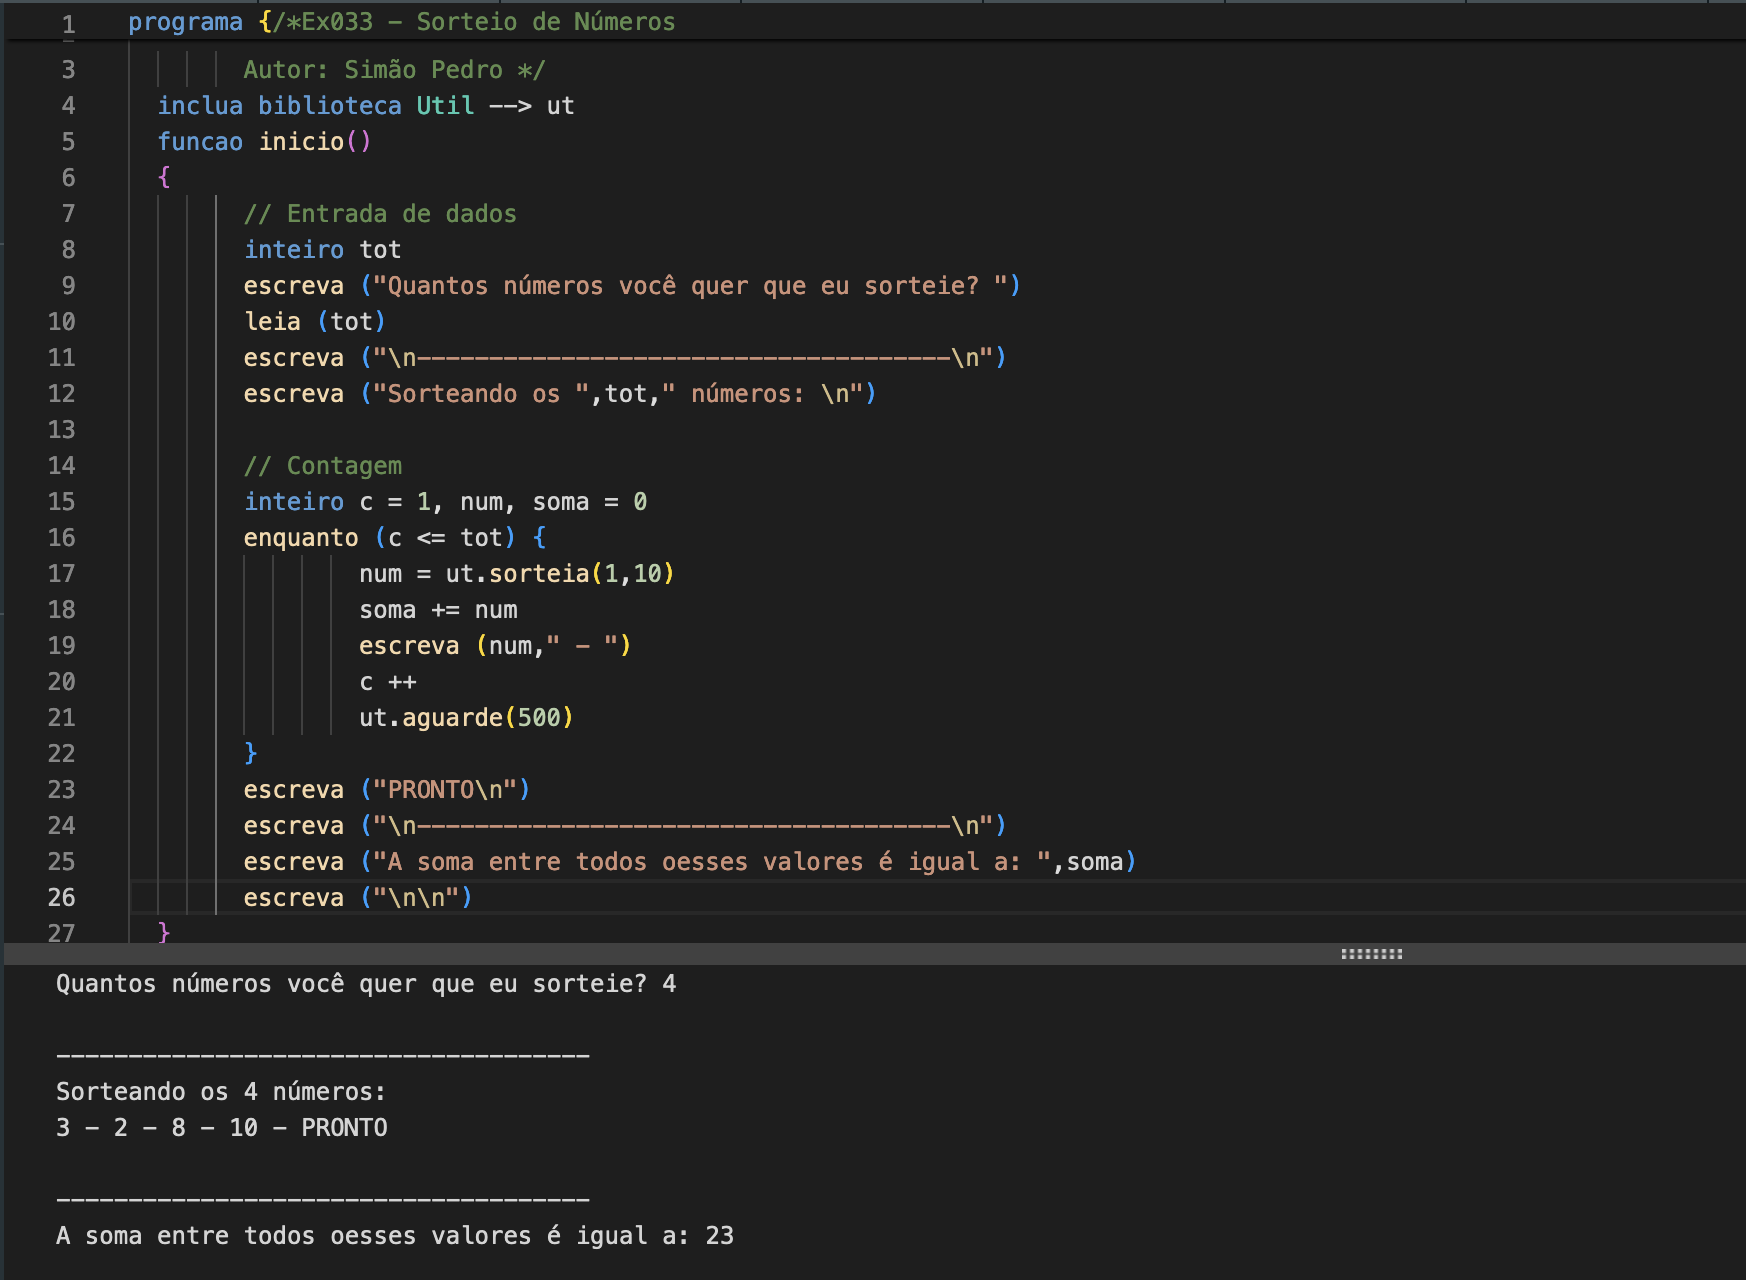 1 programa {/*Ex033 - Sorteio de Números
3 Autor: Simão Pedro */
4 inclua biblioteca Util --> ut
5 funcao inicio()
6 {
7 // Entrada de dados
8 inteiro tot
9 escreva ("Quantos números você quer que eu sorteie? ")
10 leia (tot)
11 escreva ("\n-------------------------------------\n")
12 escreva ("Sorteando os ",tot," números: \n")
13
14 // Contagem
15 inteiro c = 1, num, soma = 0
16 enquanto (c <= tot) {
17 num = ut.sorteia(1,10)
18 soma += num
19 escreva (num," - ")
20 c ++
21 ut.aguarde(500)
22 }
23 escreva ("PRONTO\n")
24 escreva ("\n-------------------------------------\n")
25 escreva ("A soma entre todos oesses valores é igual a: ",soma)
26 escreva ("\n\n")
27 }
Quantos números você quer que eu sorteie? 4
-------------------------------------
Sorteando os 4 números:
3 - 2 - 8 - 10 - PRONTO
-------------------------------------
A soma entre todos oesses valores é igual a: 23